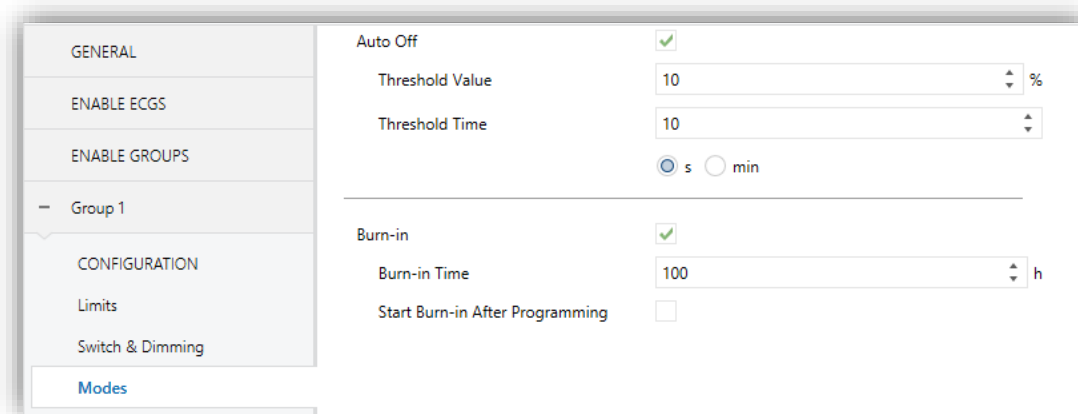 GENERAL
ENABLE ECGS
ENABLE GROUPS
Group 1
CONFIGURATION
Limits
Switch & Dimming
Modes
Auto Off
Threshold Value 10 %
Threshold Time 10
s min
Burn-in
Burn-in Time 100 h
Start Burn-in After Programming